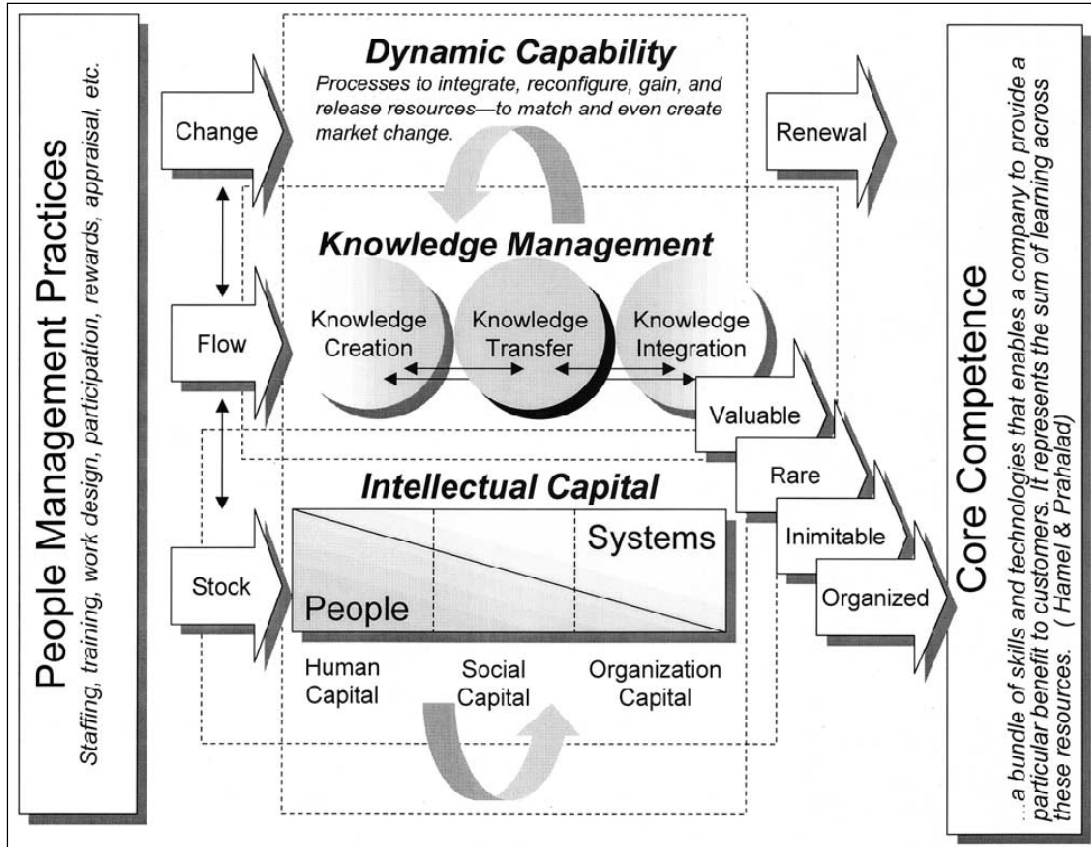 People Management Practices
Staffing, training, work design, participation, rewards, appraisal, etc.
Change
Flow
Stock
Dynamic Capability
Processes to integrate, reconfigure, gain, and
release resources—to match and even create
market change.
Knowledge Management
Knowledge
Creation
Knowledge
Transfer
Knowledge
Integration
Intellectual Capital
Systems
People
Human
Capital
Social
Capital
Organization
Capital
Renewal
Valuable
Rare
Inimitable
Organized
Core Competence
...a bundle of skills and technologies that enables a company to provide a
particular benefit to customers. It represents the sum of learning across
these resources. ( Hamel & Prahalad)